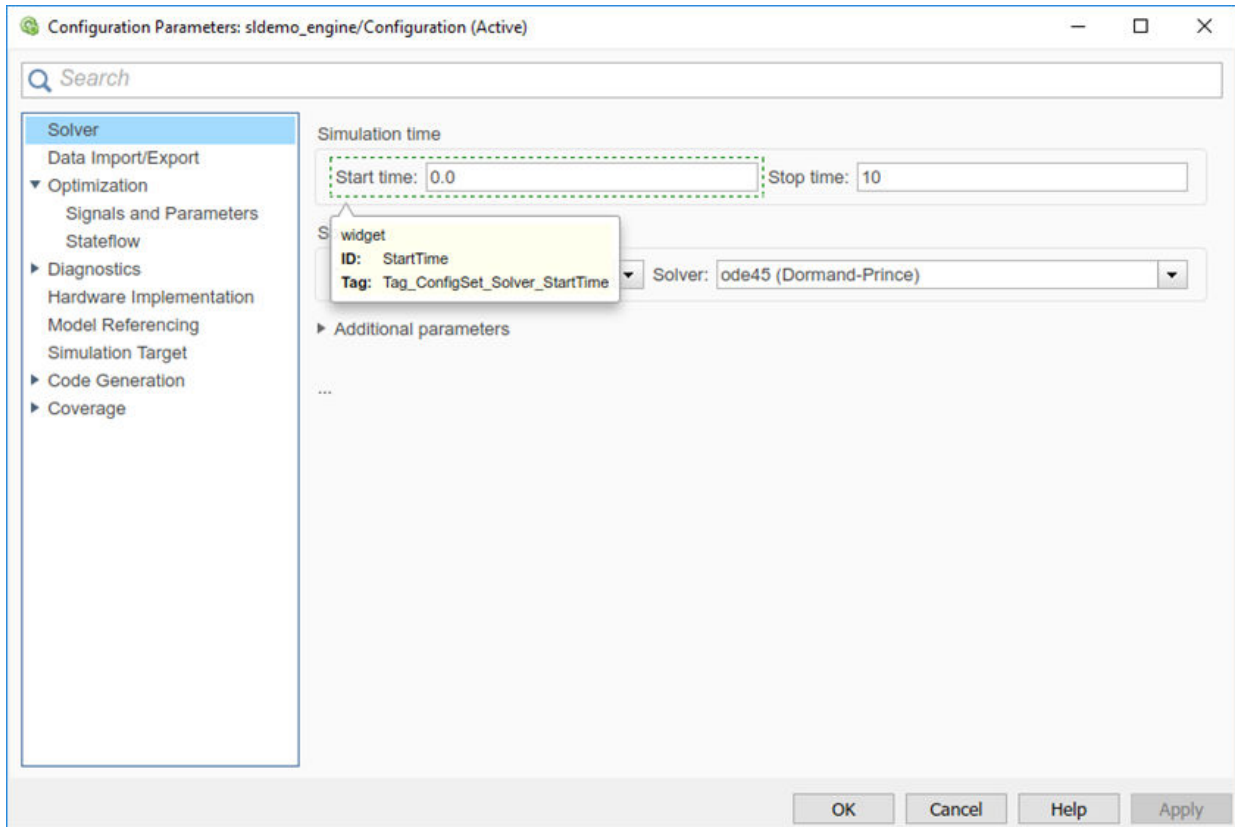 Configuration Parameters: sldemo_engine/Configuration (Active)
Search
Solver
Data Import/Export
Optimization
Signals and Parameters
Stateflow
Diagnostics
Hardware Implementation
Model Referencing
Simulation Target
Code Generation
Coverage
Simulation time
Start time: 0.0 Stop time: 10
S
widget
ID: StartTime
Tag: Tag_ConfigSet_Solver_StartTime
Solver: ode45 (Dormand-Prince)
Additional parameters
...
OK Cancel Help Apply